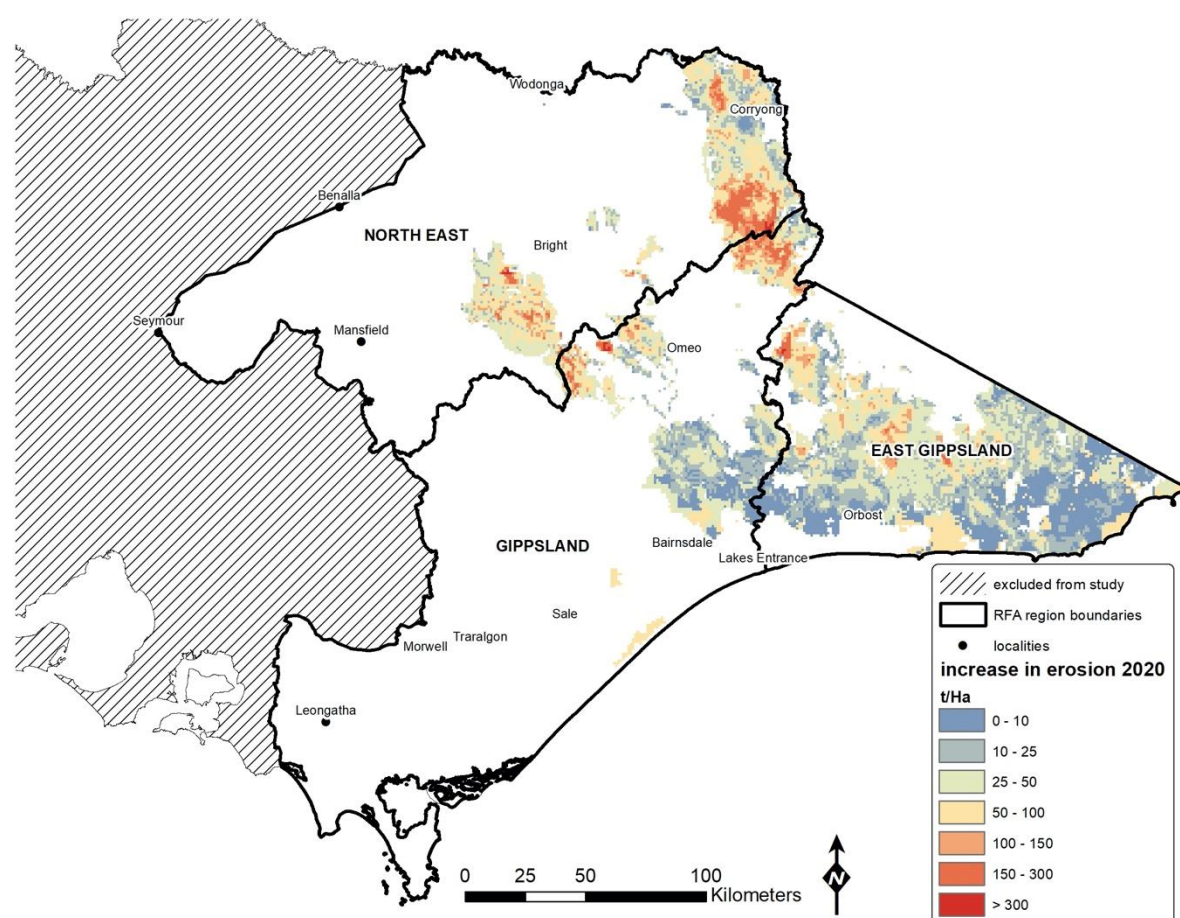 Wodonga
Corryong
Benalla
NORTH EAST
Bright
Seymour
Mansfield
Omeo
EAST GIPPSLAND
Orbost
GIPPSLAND
Bairnsdale
Lakes Entrance
Sale
Traralgon
Morwell
Leongatha
excluded from study
RFA region boundaries
localities
increase in erosion 2020
t/Ha
0 - 10
10 - 25
25 - 50
50 - 100
100 - 150
150 - 300
> 300
0 25 50 100
Kilometers
N